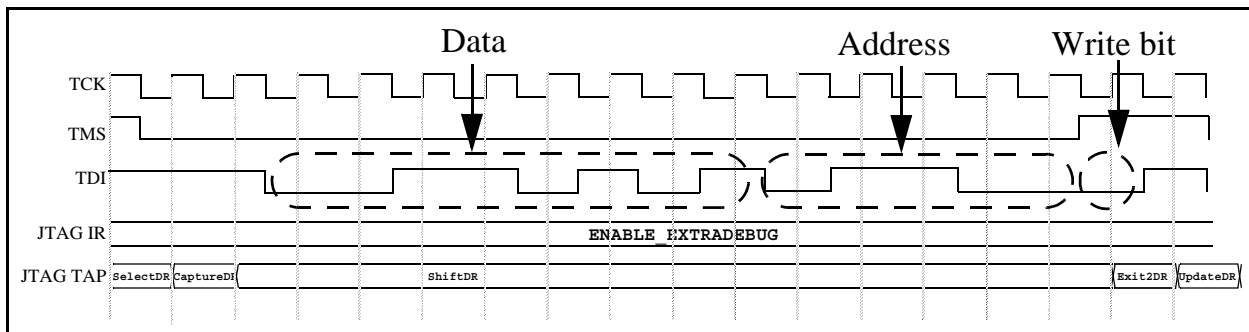 Data
Address
Write bit
TCK
TMS
TDI
JTAG IR
ENABLE_EXTRADEBUG
JTAG TAP
SelectDR
CaptureDR
ShiftDR
Exit2DR
UpdateDR